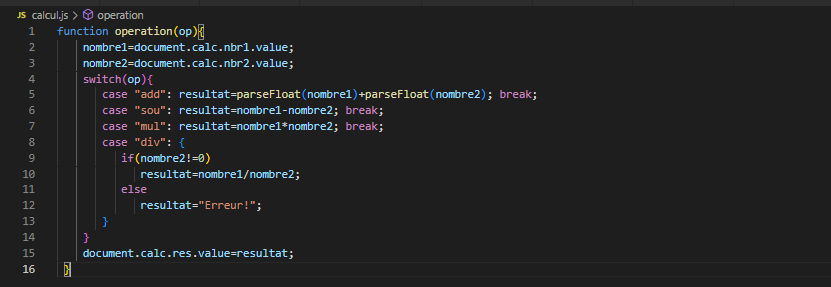 JS calcul.js > operation
1 function operation(op){
2 nombre1=document.calc.nbr1.value;
3 nombre2=document.calc.nbr2.value;
4 switch(op){
5 case "add": resultat=parseFloat(nombre1)+parseFloat(nombre2); break;
6 case "sou": resultat=nombre1-nombre2; break;
7 case "mul": resultat=nombre1*nombre2; break;
8 case "div": {
9 if(nombre2!=0)
10 resultat=nombre1/nombre2;
11 else
12 resultat="Erreur!";
13 }
14 }
15 document.calc.res.value=resultat;
16 }